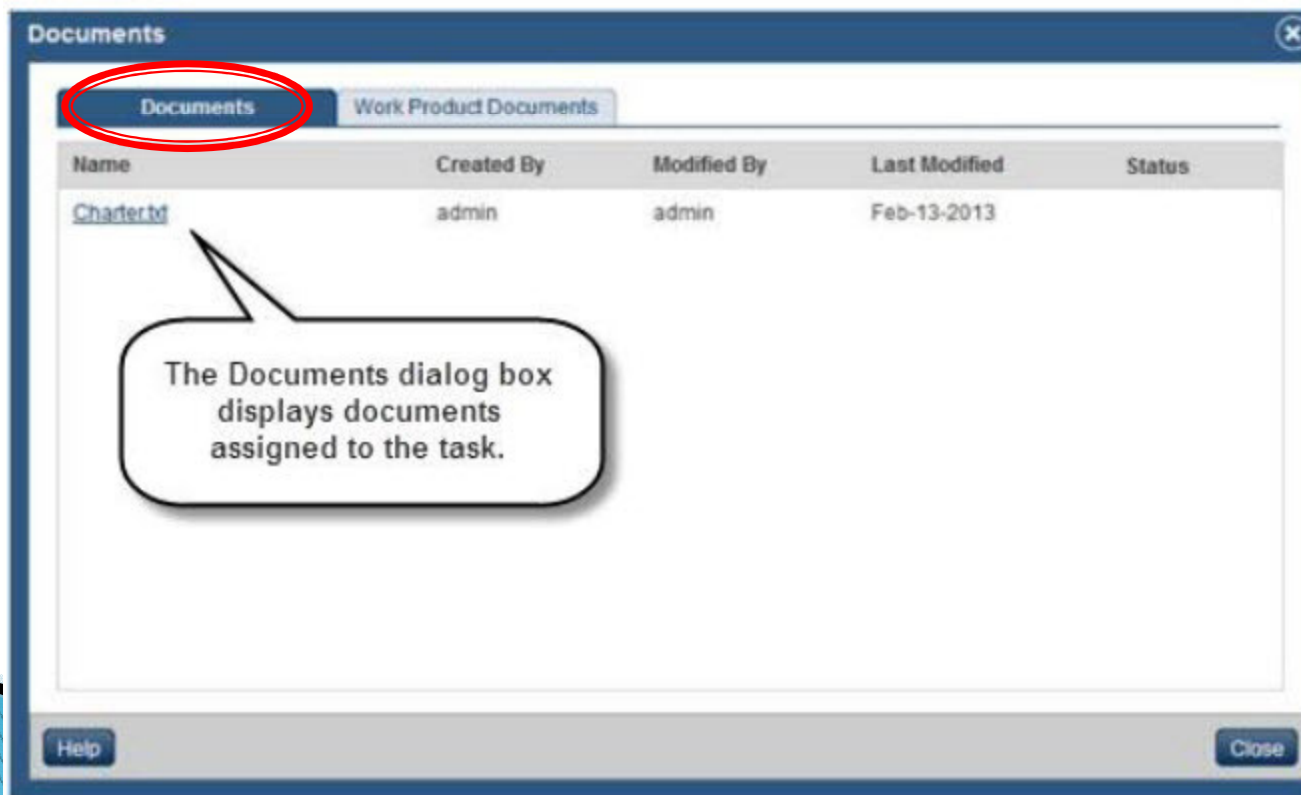 Documents
Documents Work Product Documents
Name Created By Modified By Last Modified Status
Charter.txt admin admin Feb-13-2013
The Documents dialog box
displays documents
assigned to the task.
Help Close